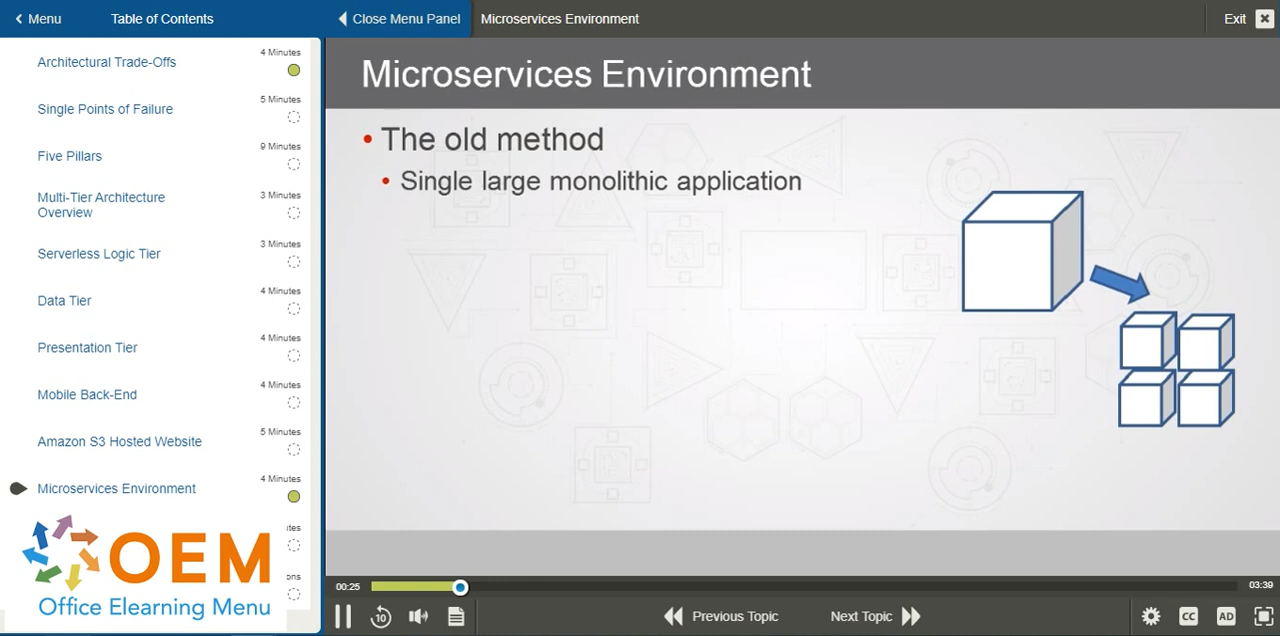 Menu
Table of Contents
Close Menu Panel
Microservices Environment
Exit
Architectural Trade-Offs
4 Minutes
Single Points of Failure
5 Minutes
Five Pillars
9 Minutes
Multi-Tier Architecture
Overview
3 Minutes
Serverless Logic Tier
3 Minutes
Data Tier
4 Minutes
Presentation Tier
4 Minutes
Mobile Back-End
4 Minutes
Amazon S3 Hosted Website
5 Minutes
Microservices Environment
4 Minutes
OEM
Office Elearning Menu
Microservices Environment
• The old method
• Single large monolithic application
00:25
03:39
10
Previous Topic
Next Topic
CC
AD